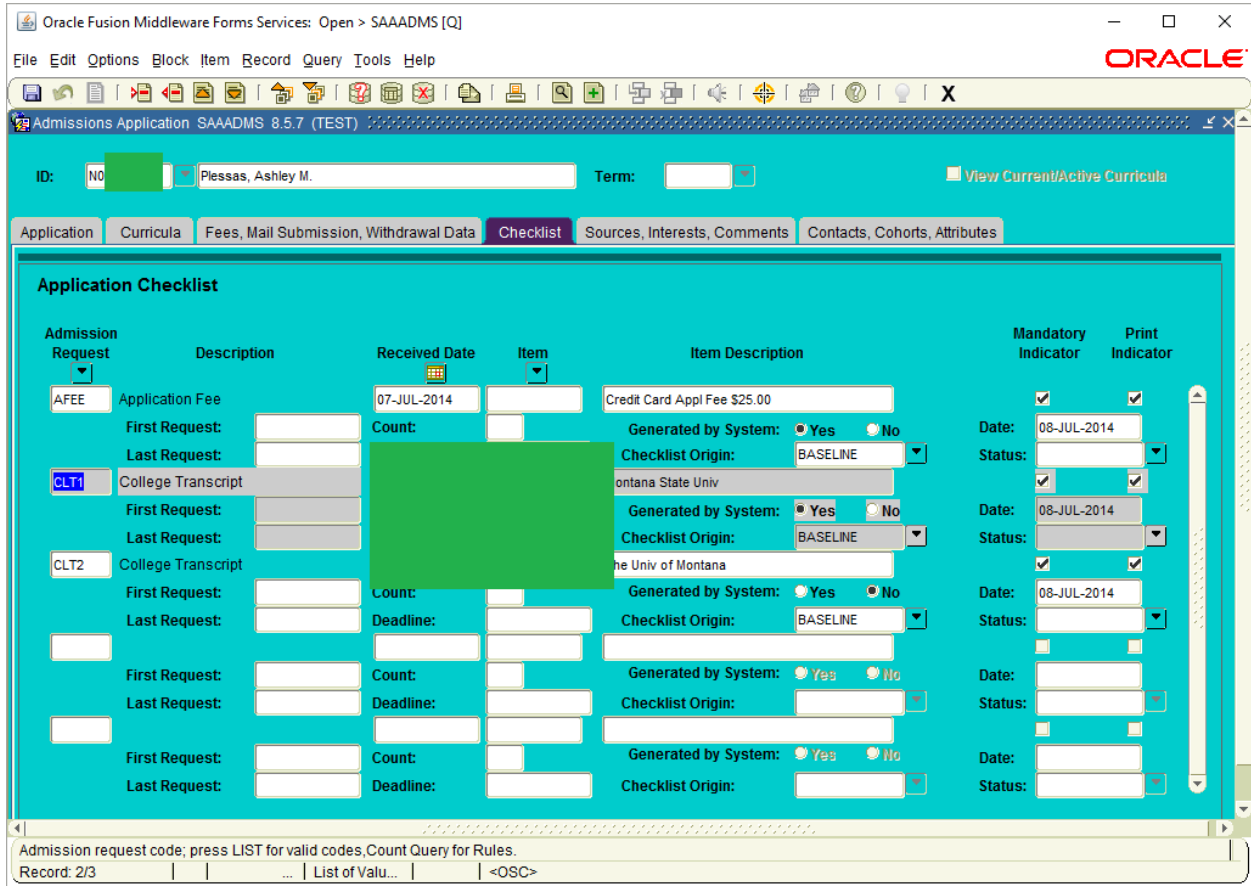 Oracle Fusion Middleware Forms Services: Open > SAAADMS [Q]
File Edit Options Block Item Record Query Tools Help
ORACLE
Admissions Application SAAADMS 8.5.7 (TEST)
ID: N0 Plessas, Ashley M. Term: View Current/Active Curricula
Application Curricula Fees, Mail Submission, Withdrawal Data Checklist Sources, Interests, Comments Contacts, Cohorts, Attributes
Application Checklist
Admission Request Description Received Date Item Item Description Mandatory Indicator Print Indicator
AFEE Application Fee 07-JUL-2014 Credit Card Appl Fee $25.00
First Request: Count: Generated by System: Yes No Date: 08-JUL-2014
Last Request: Checklist Origin: BASELINE Status:
CLT1 College Transcript ontana State Univ
First Request: Generated by System: Yes No Date: 08-JUL-2014
Last Request: Checklist Origin: BASELINE Status:
CLT2 College Transcript he Univ of Montana
First Request: Count: Generated by System: Yes No Date: 08-JUL-2014
Last Request: Deadline: Checklist Origin: BASELINE Status:
First Request: Count: Generated by System: Yes No Date:
Last Request: Deadline: Checklist Origin: Status:
First Request: Count: Generated by System: Yes No Date:
Last Request: Deadline: Checklist Origin: Status:
Admission request code; press LIST for valid codes,Count Query for Rules.
Record: 2/3 ... List of Valu... <OSC>